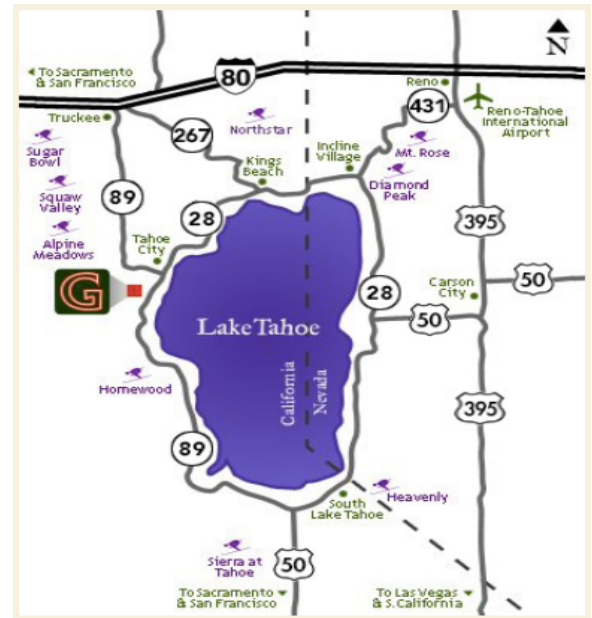 N
To Sacramento
& San Francisco
80
Reno
Truckee
267
Northstar
431
Reno-Tahoe
International
Airport
Sugar
Bowl
Incline
Village
Mt. Rose
Kings
Beach
Diamond
Peak
Squaw
Valley
89
28
395
Alpine
Meadows
Tahoe
City
G
Carson
City
50
28
50
Lake Tahoe
California
Nevada
Homewood
395
89
Heavenly
South
Lake Tahoe
Sierra at
Tahoe
50
To Sacramento
& San Francisco
To Las Vegas
& S. California